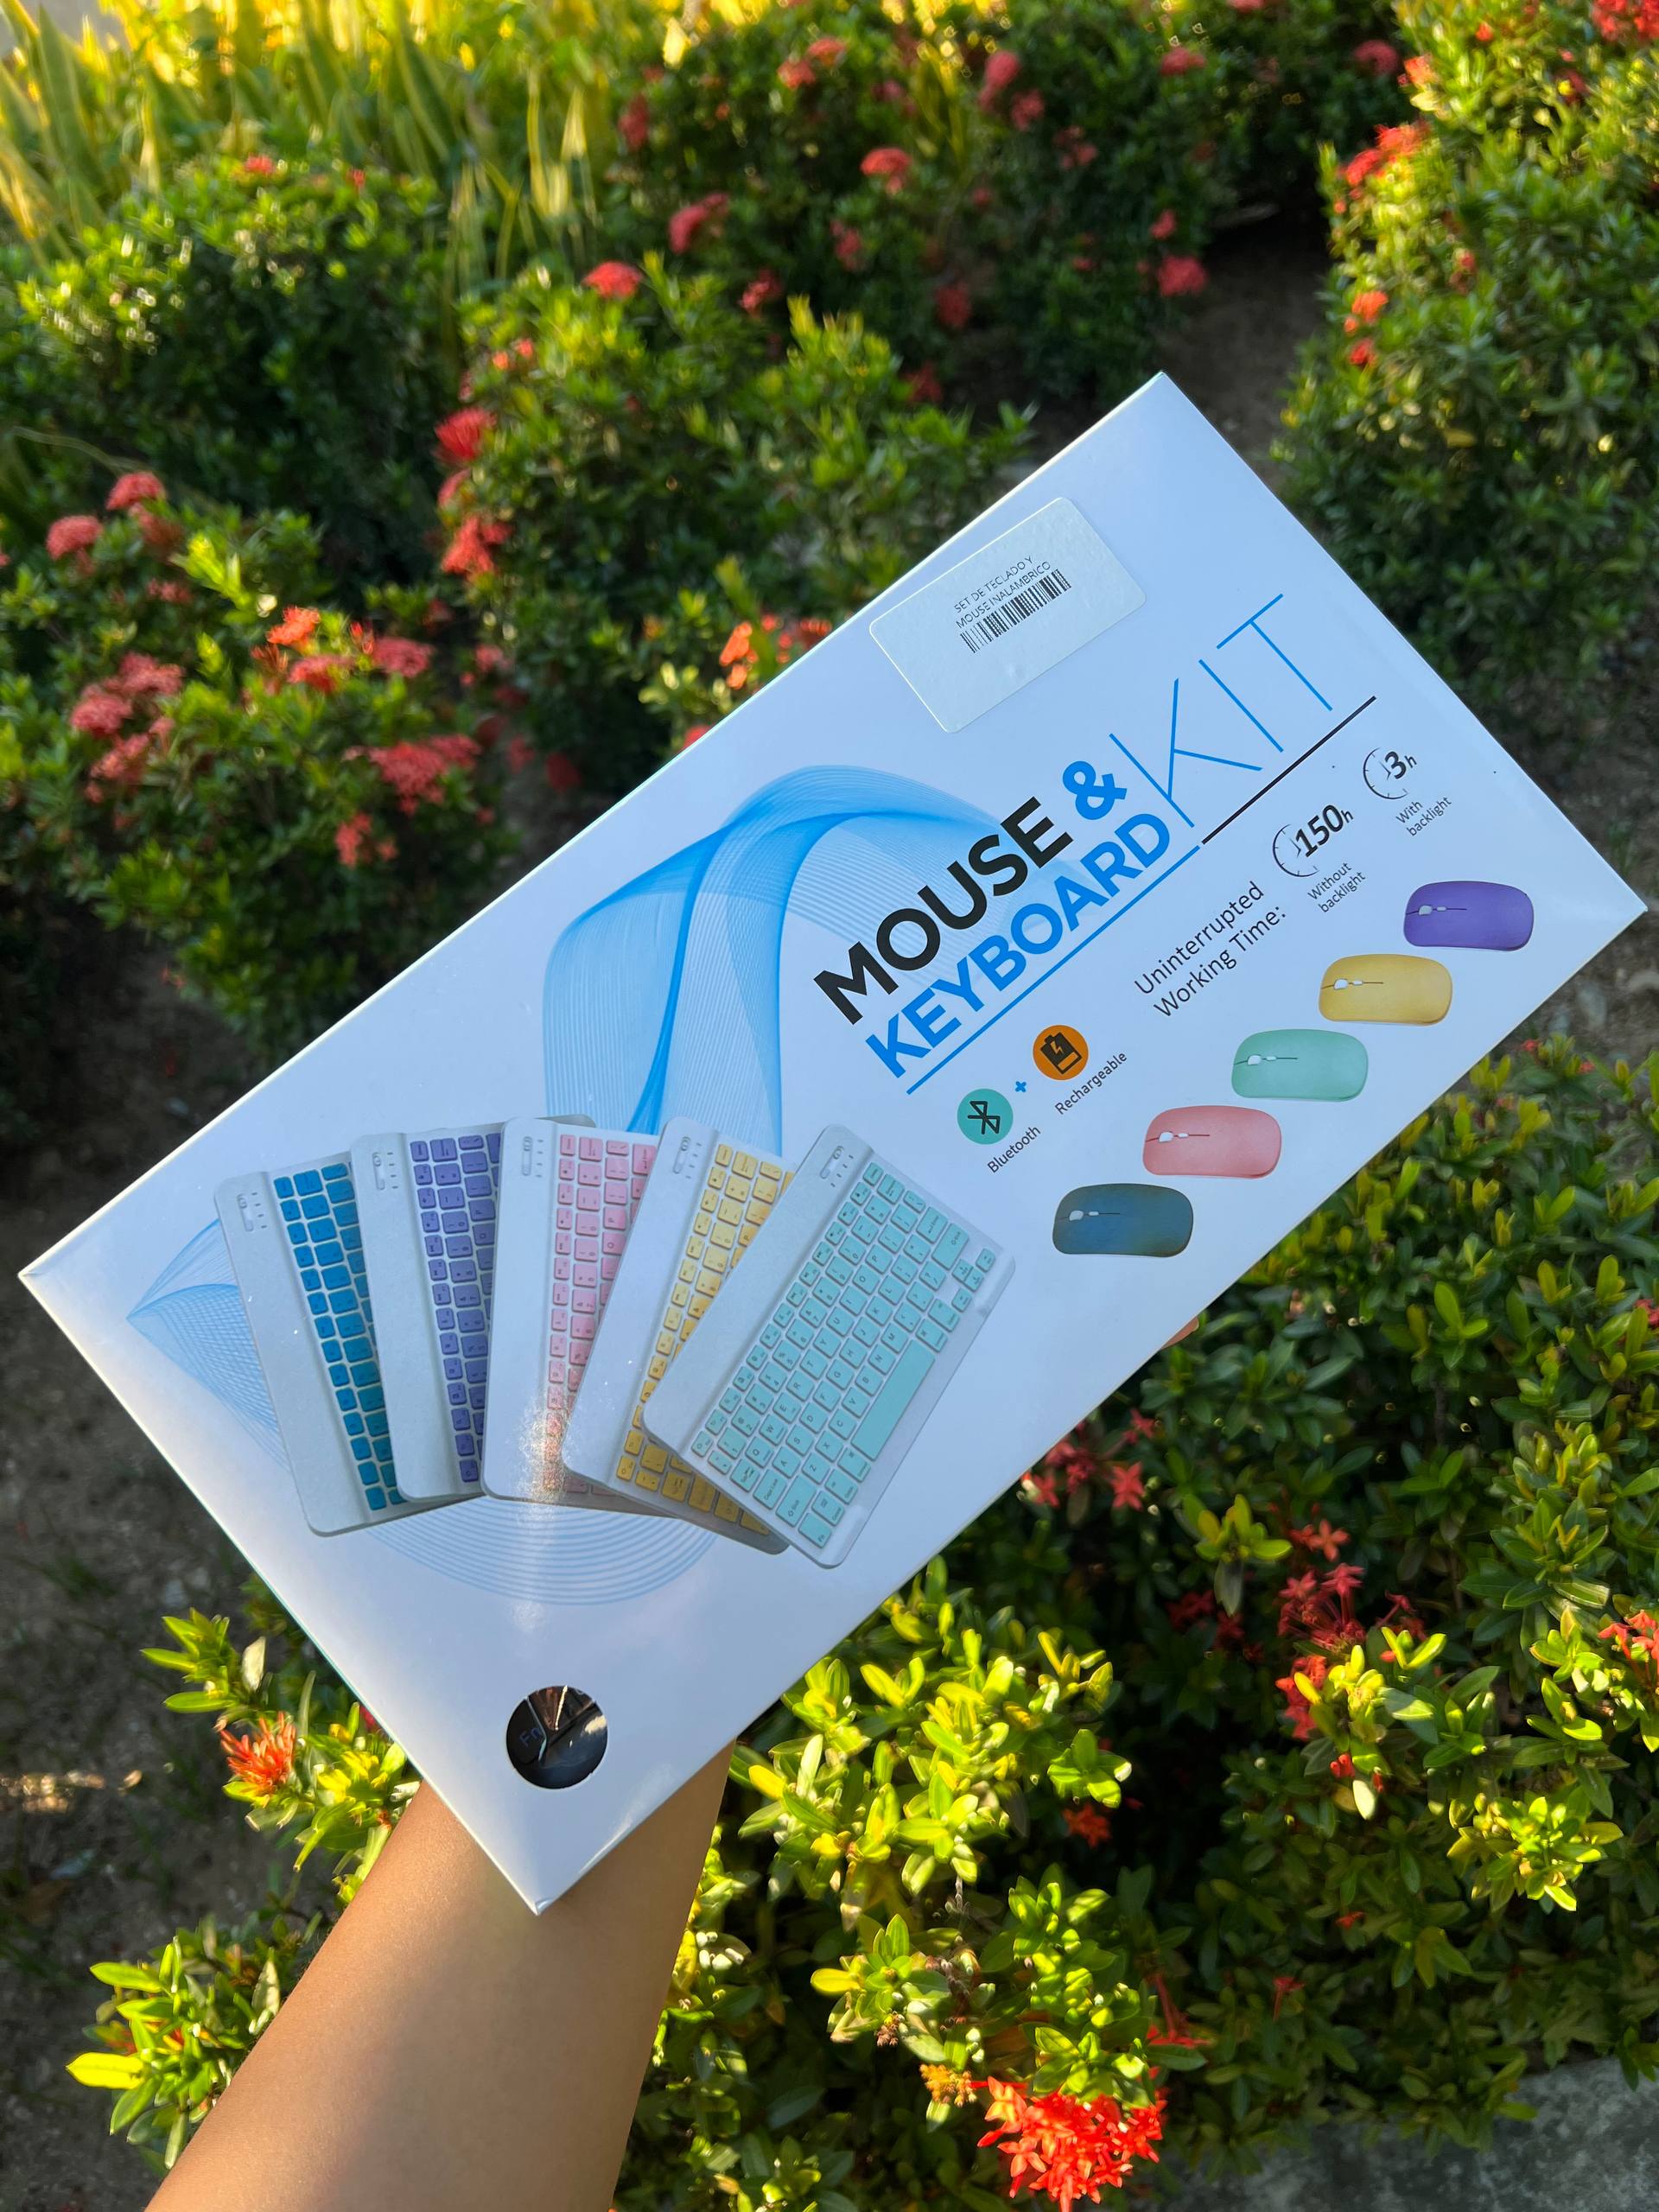 SET DE TECLADO Y
MOUSE INALAMBRICO
MOUSE &
KEYBOARD KIT
Bluetooth
+
Rechargeable
Uninterrupted
Working Time:
150h
Without
backlight
3h
With
backlight
Fn